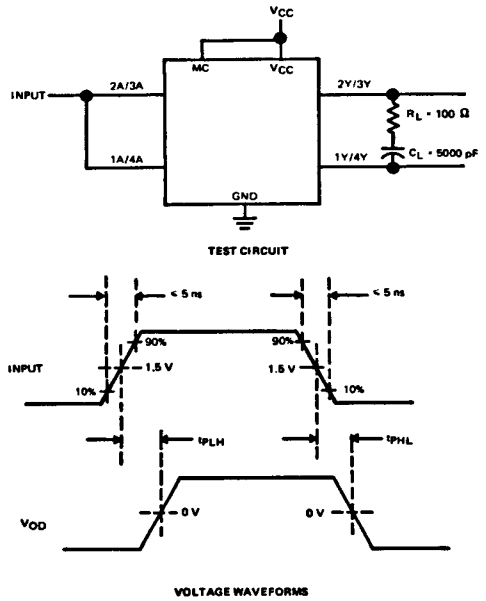 VCC
MC
VCC
INPUT
2A/3A
2Y/3Y
RL = 100 Ω
CL = 5000 pF
1A/4A
1Y/4Y
GND
TEST CIRCUIT
< 5 ns
< 5 ns
90%
90%
INPUT
1.5 V
1.5 V
10%
10%
tPLH
tPHL
0 V
0 V
VOD
VOLTAGE WAVEFORMS